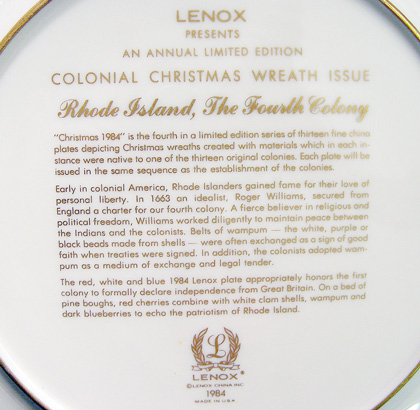 LENOX
PRESENTS
AN ANNUAL LIMITED EDITION
COLONIAL CHRISTMAS WREATH ISSUE
Rhode Island, The Fourth Colony
"Christmas 1984" is the fourth in a limited edition series of thirteen fine china
plates depicting Christmas wreaths created with materials which in each in-
stance were native to one of the thirteen original colonies. Each plate will be
issued in the same sequence as the establishment of the colonies.
Early in colonial America, Rhode Islanders gained fame for their love of
personal liberty. In 1663 an idealist, Roger Williams, secured from
England a charter for our fourth colony. A fierce believer in religious and
political freedom, Williams worked diligently to maintain peace between
the Indians and the colonists. Belts of wampum — the white, purple or
black beads made from shells — were often exchanged as a sign of good
faith when treaties were signed. In addition, the colonists adopted wam-
pum as a medium of exchange and legal tender.
The red, white and blue 1984 Lenox plate appropriately honors the first
colony to formally declare independence from Great Britain. On a bed of
pine boughs, red cherries combine with white clam shells, wampum and
dark blueberries to echo the patriotism of Rhode Island.
L
LENOX®
©LENOX CHINA INC.
1984
MADE IN U.S.A.